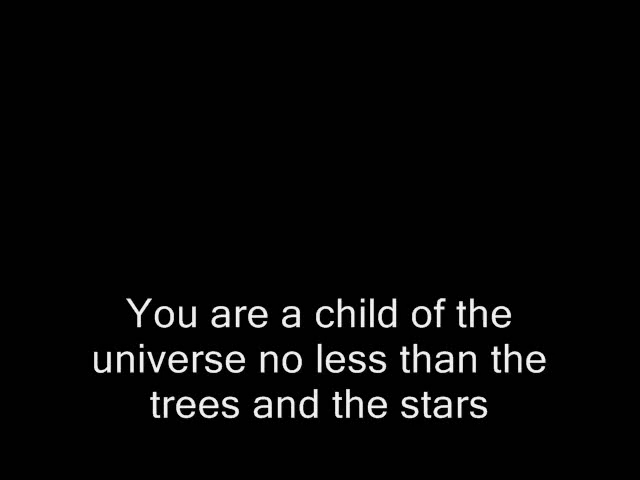 You are a child of the
universe no less than the
trees and the stars